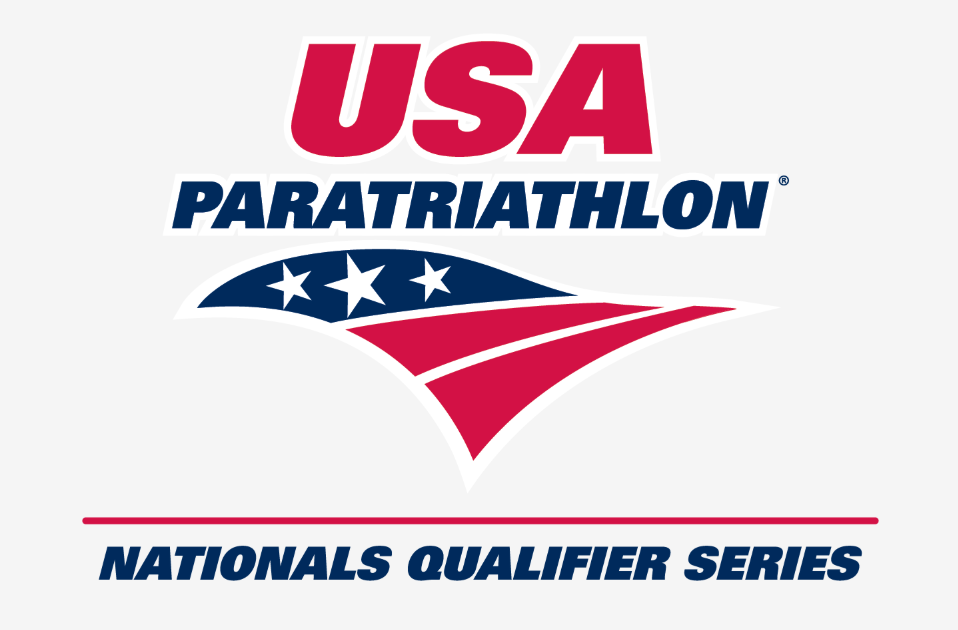 USA
PARATRIATHLON®
NATIONALS QUALIFIER SERIES